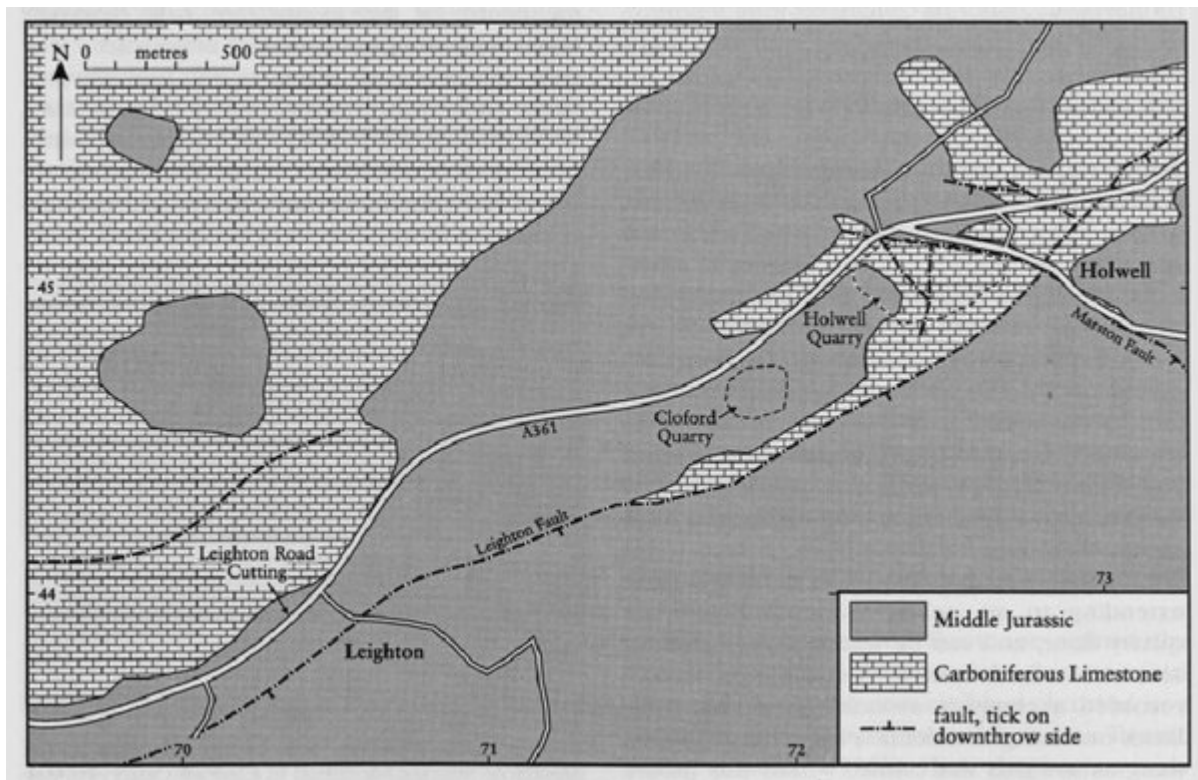 N
0 metres 500
45
Holwell
Holwell
Quarry
Marston Fault
Cloford
Quarry
A361
Leighton Fault
Leighton Road
Cutting
44
73
Leighton
Middle Jurassic
Carboniferous Limestone
fault, tick on
downthrow side
70
71
72